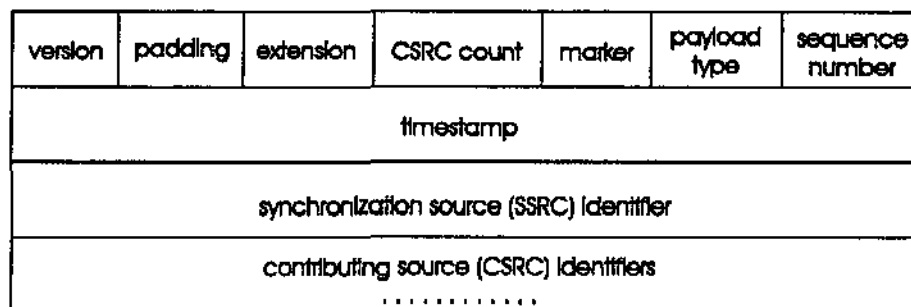 version padding extension CSRC count marker payload type sequence number
timestamp
synchronization source (SSRC) identifier
contributing source (CSRC) identifiers
............